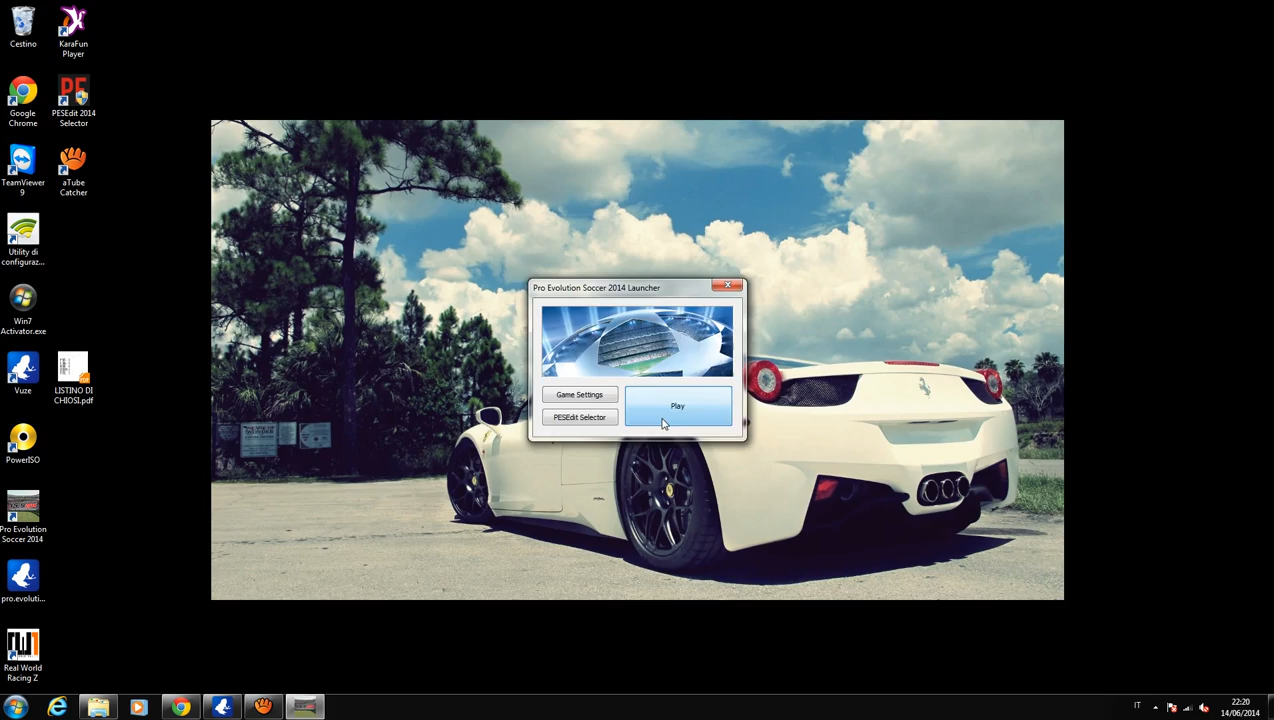 Cestino
KaraFun
Player
Google
Chrome
PESEdit 2014
Selector
TeamViewer
9
aTube
Catcher
Utility di
configuraz...
Win7
Activator.exe
Vuze
LISTINO DI
CHIOSI.pdf
PowerISO
Pro Evolution
Soccer 2014
pro.evoluti...
Real World
Racing Z
Pro Evolution Soccer 2014 Launcher
Game Settings
PESEdit Selector
Play
IT
22:20
14/06/2014